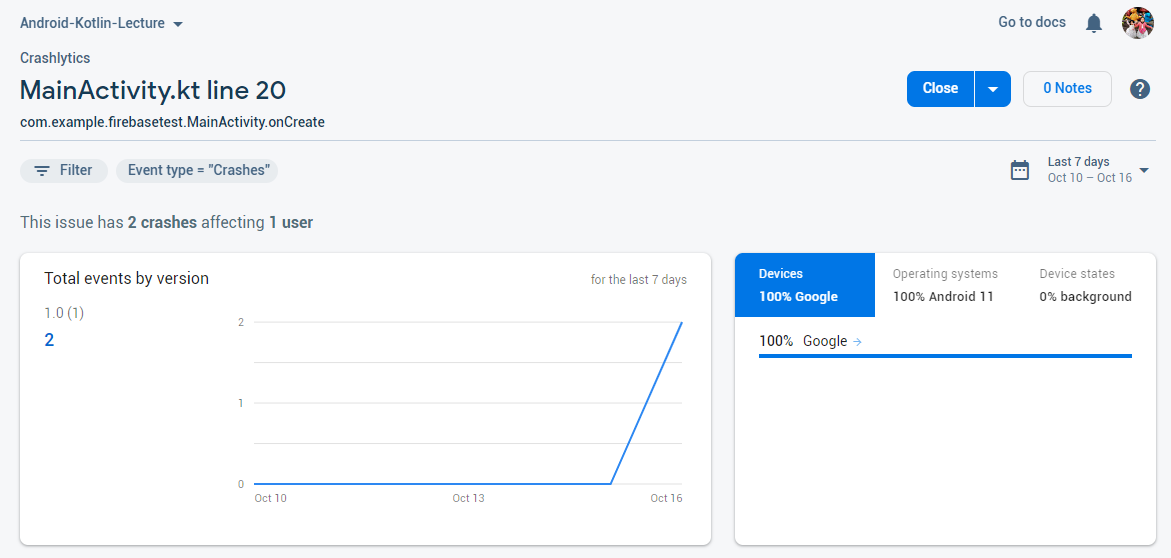 Android-Kotlin-Lecture
Go to docs
Crashlytics
MainActivity.kt line 20
Close
0 Notes
com.example.firebasetest.MainActivity.onCreate
Filter
Event type = "Crashes"
Last 7 days
Oct 10 – Oct 16
This issue has 2 crashes affecting 1 user
Total events by version
for the last 7 days
1.0 (1)
2
2
1
0
Oct 10
Oct 13
Oct 16
Devices
100% Google
Operating systems
100% Android 11
Device states
0% background
100% Google